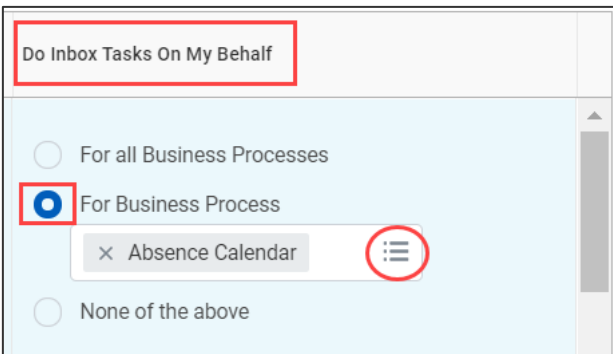 Do Inbox Tasks On My Behalf
For all Business Processes
For Business Process
× Absence Calendar
None of the above